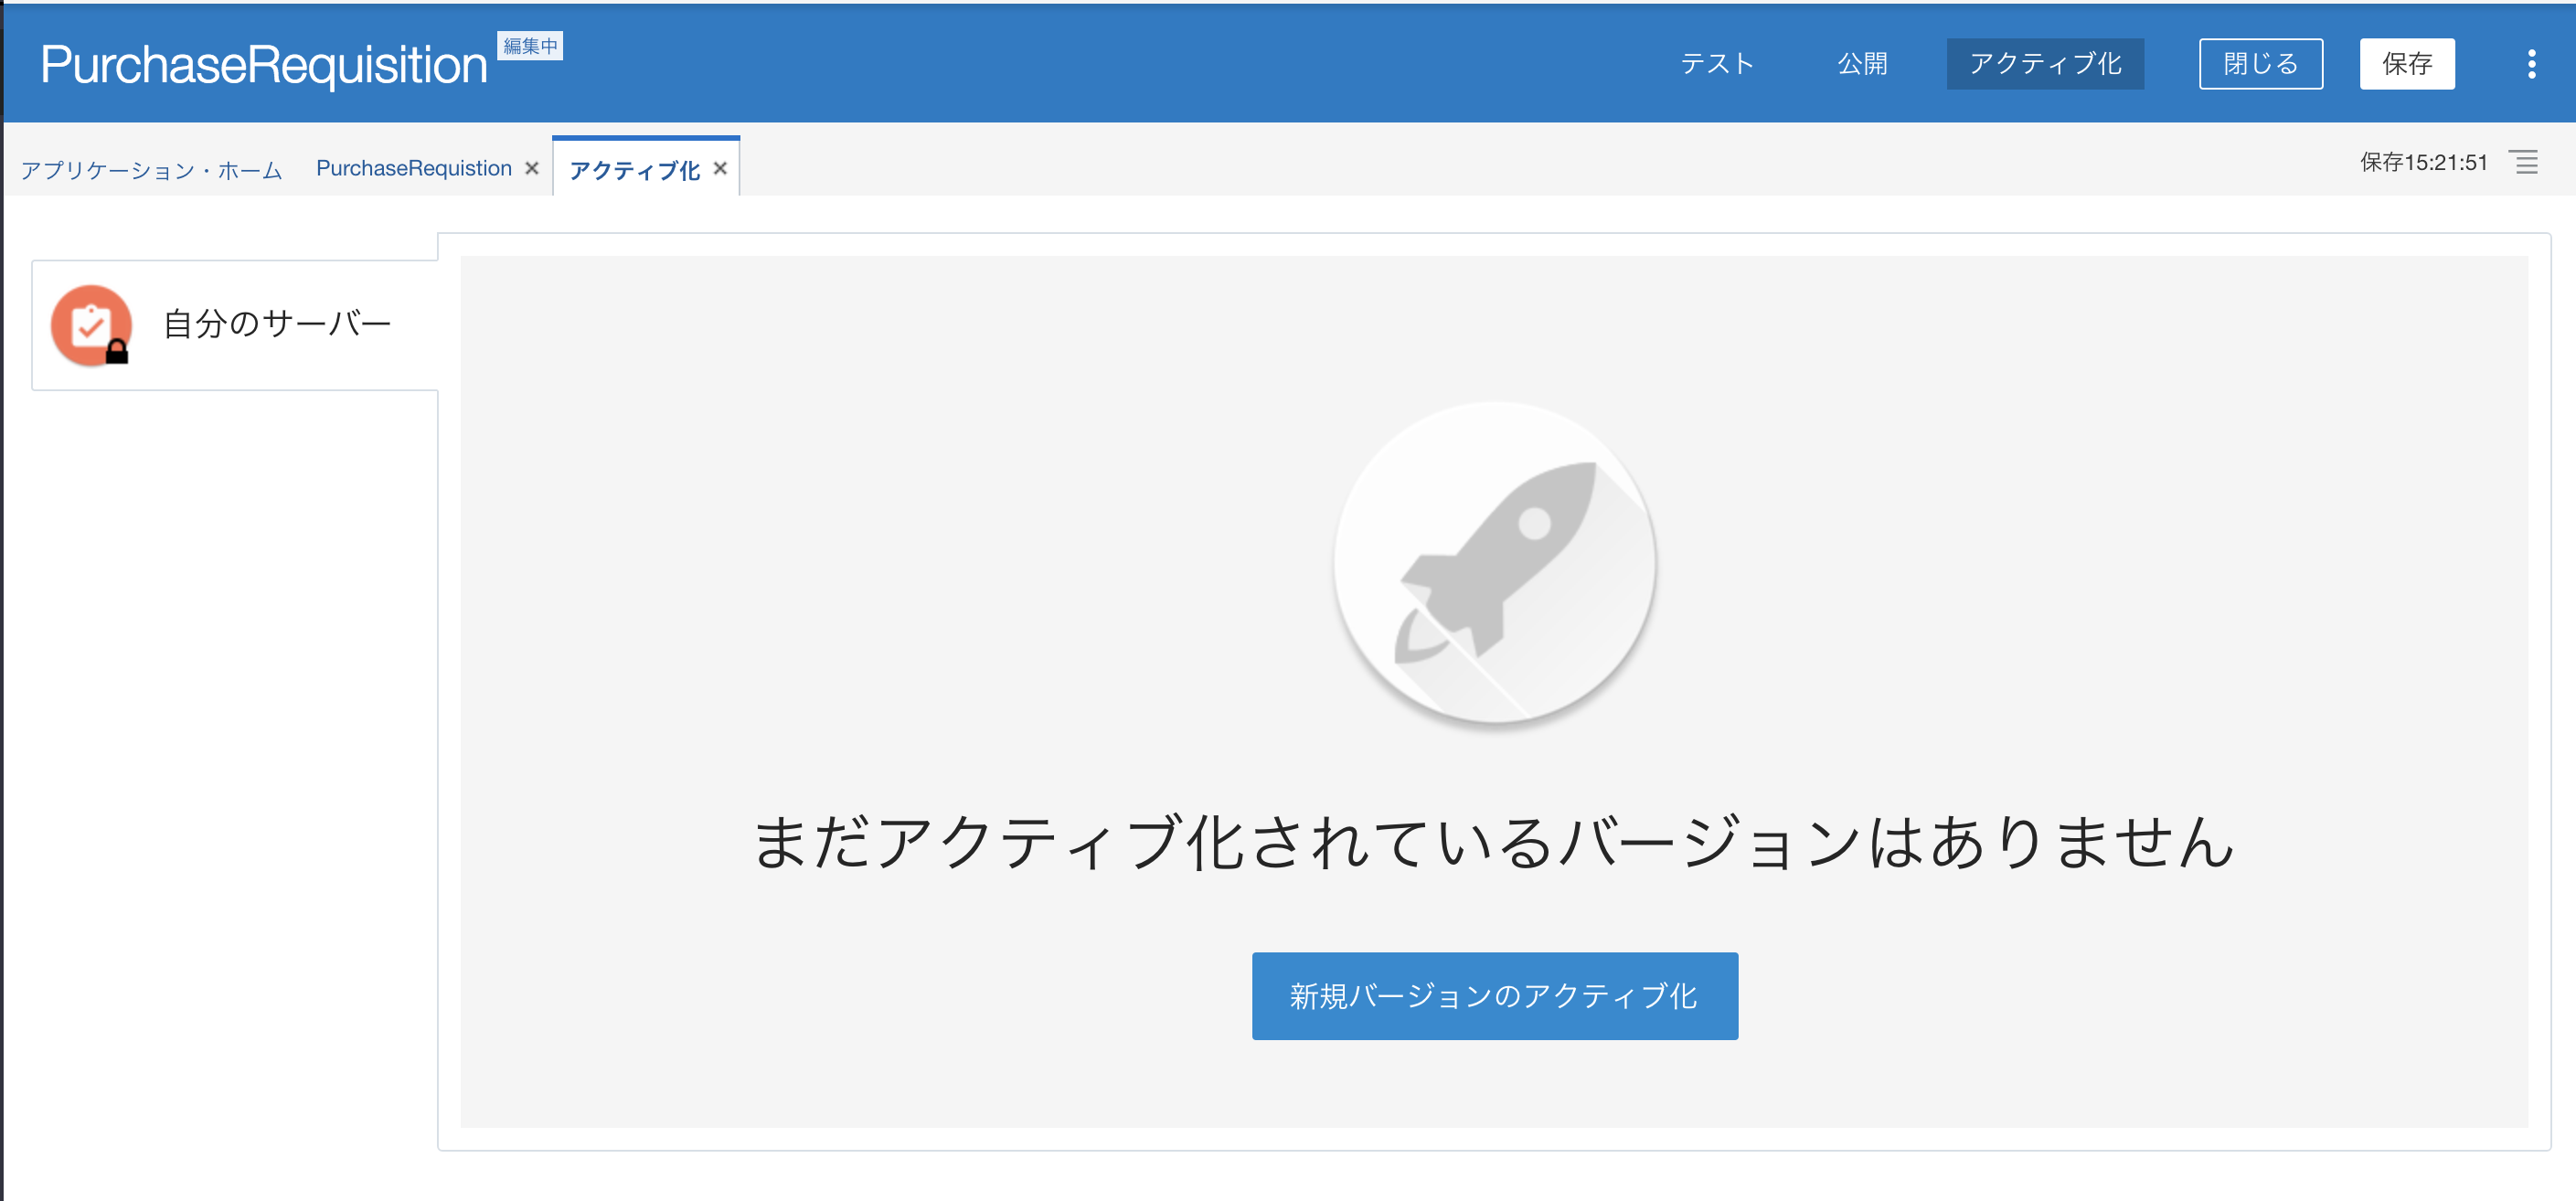 PurchaseRequisition 編集中 テスト 公開 アクティブ化 閉じる 保存
アプリケーション・ホーム PurchaseRequistion アクティブ化 保存15:21:51
自分のサーバー
まだアクティブ化されているバージョンはありません
新規バージョンのアクティブ化